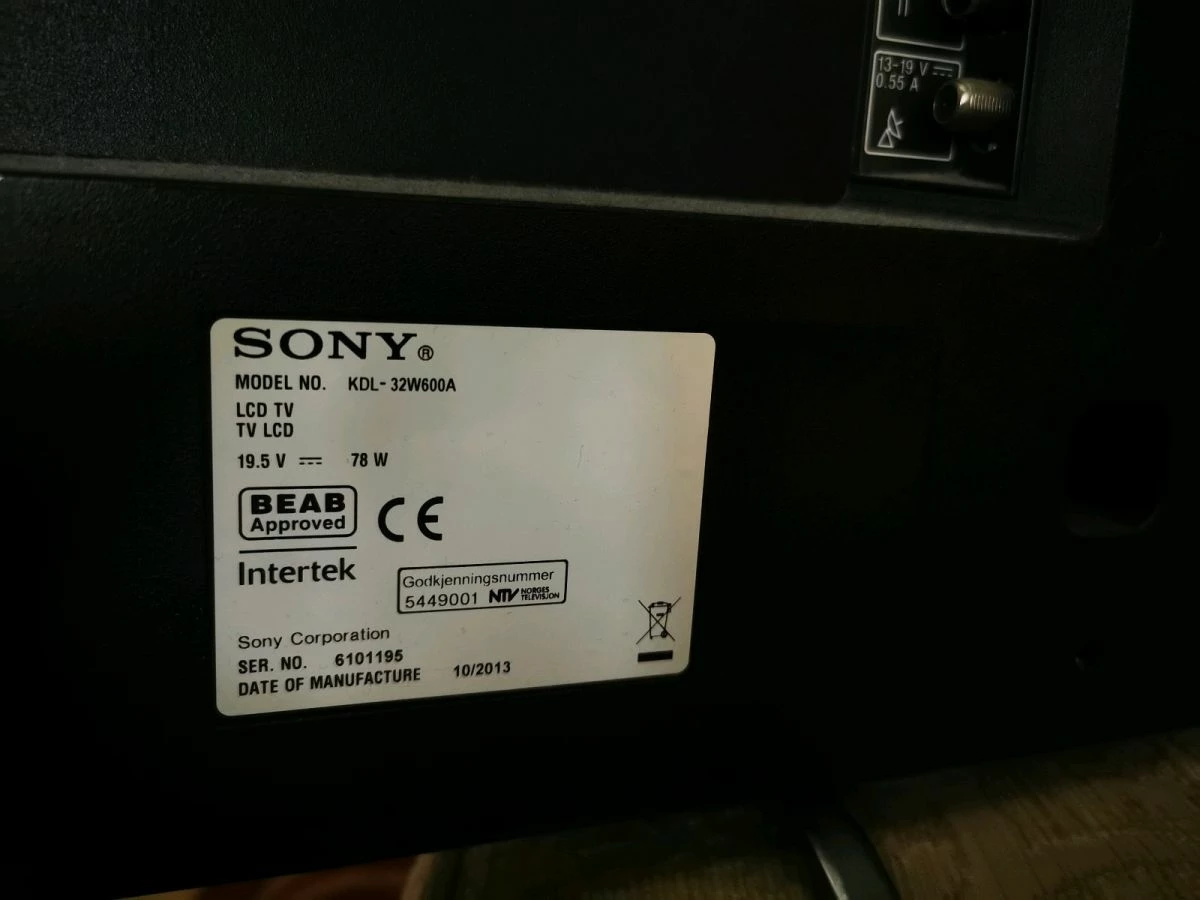 13-19 V
0.55 A
SONY®
MODEL NO. KDL-32W600A
LCD TV
TV LCD
19.5 V 78 W
BEAB
Approved
CE
Intertek
Godkjenningsnummer
5449001 NTV NORGES TELEVISJON
Sony Corporation
SER. NO. 6101195
DATE OF MANUFACTURE 10/2013